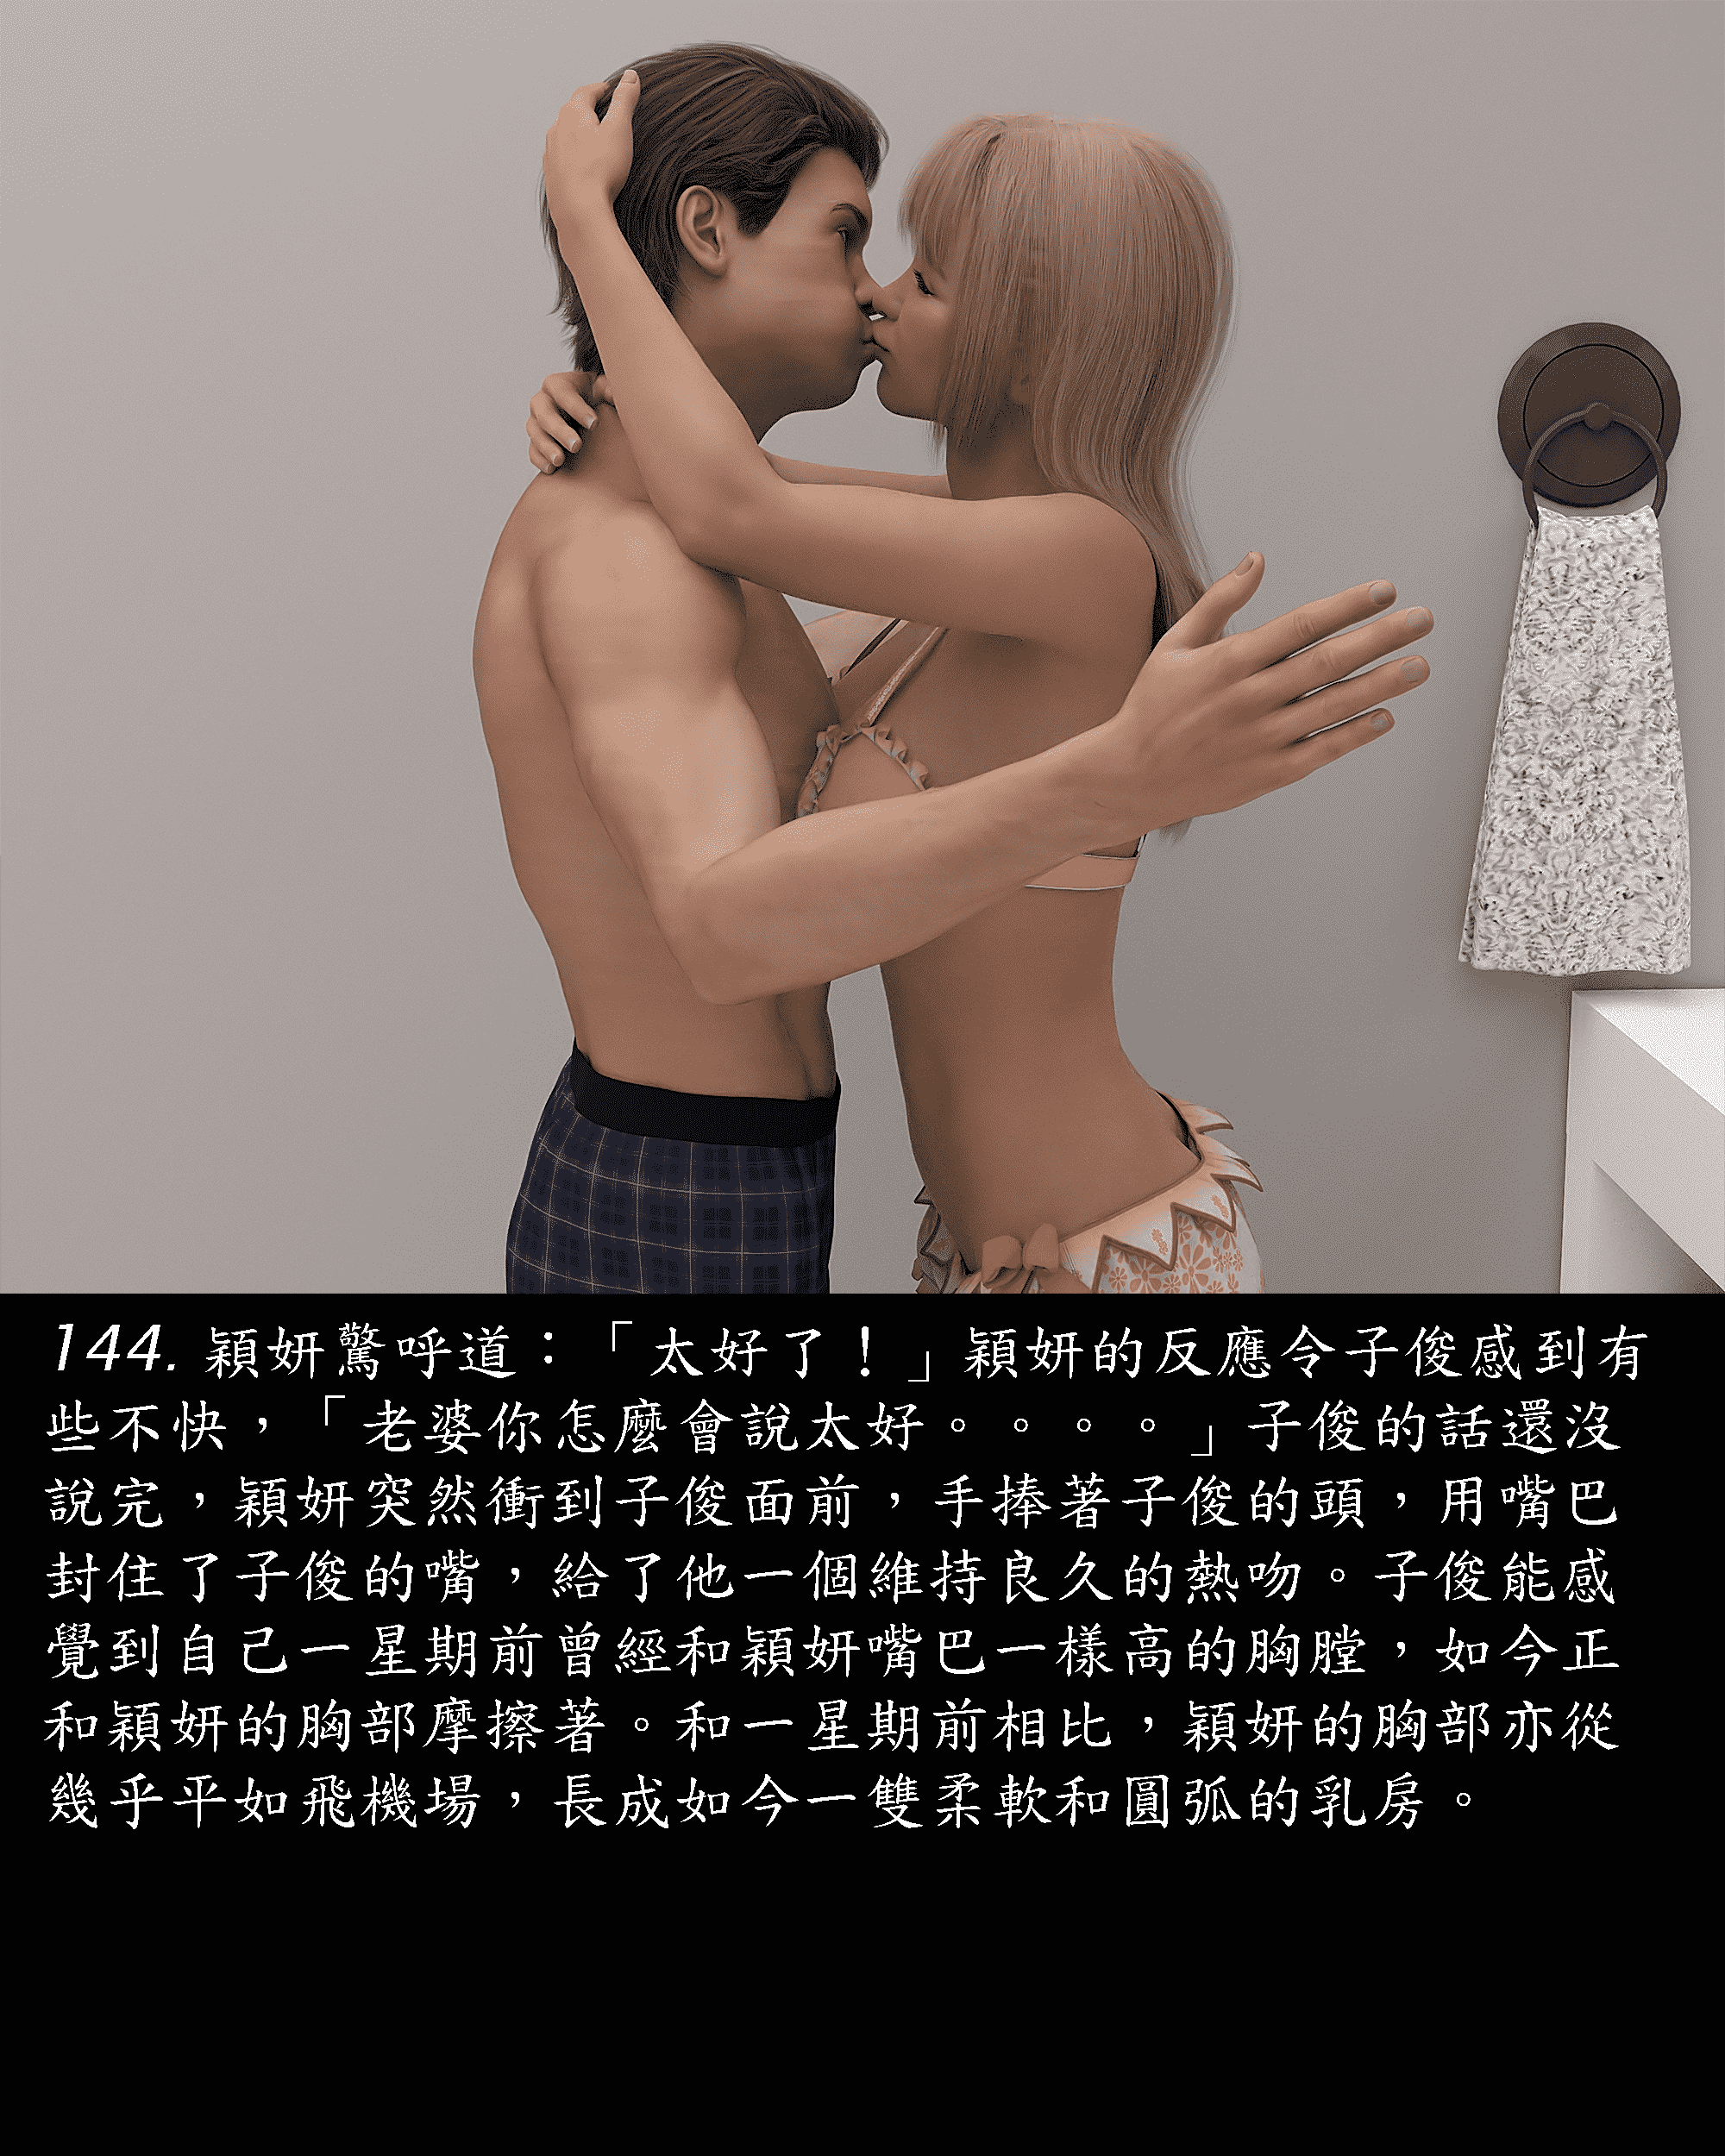 144. 穎妍驚呼道：「太好了！」穎妍的反應令子俊感到有
些不快，「老婆你怎麼會說太好。。。。」子俊的話還沒
說完，穎妍突然衝到子俊面前，手捧著子俊的頭，用嘴巴
封住了子俊的嘴，給了他一個維持良久的熱吻。子俊能感
覺到自己一星期前曾經和穎妍嘴巴一樣高的胸膛，如今正
和穎妍的胸部摩擦著。和一星期前相比，穎妍的胸部亦從
幾乎平如飛機場，長成如今一雙柔軟和圓弧的乳房。